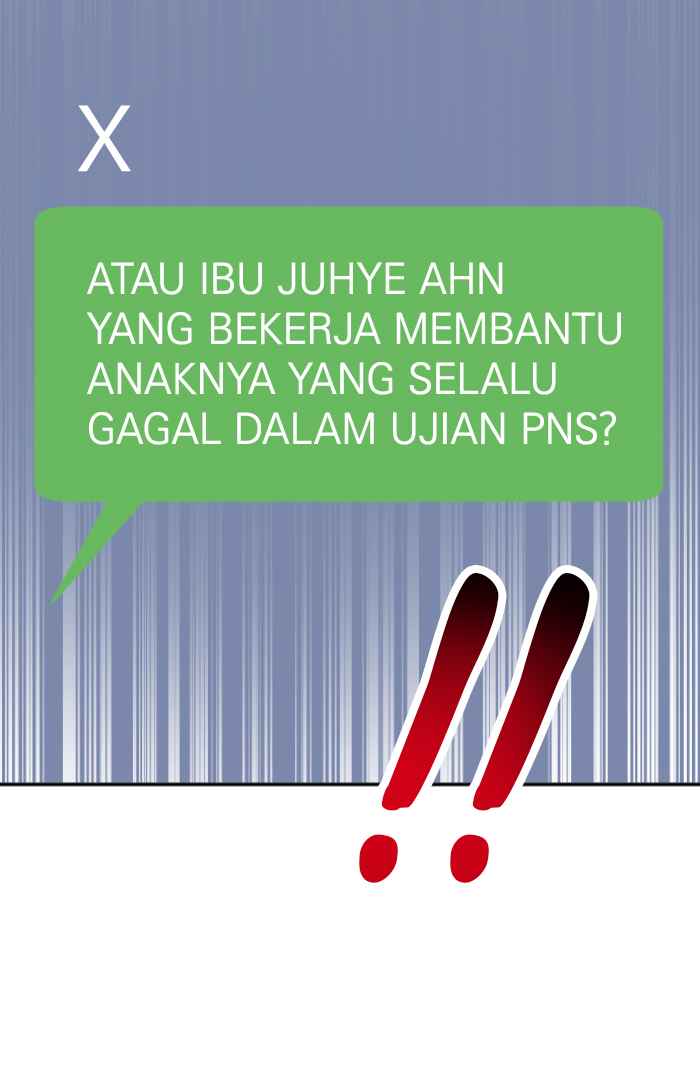 X
ATAU IBU JUHYE AHN
YANG BEKERJA MEMBANTU
ANAKNYA YANG SELALU
GAGAL DALAM UJIAN PNS?
!!